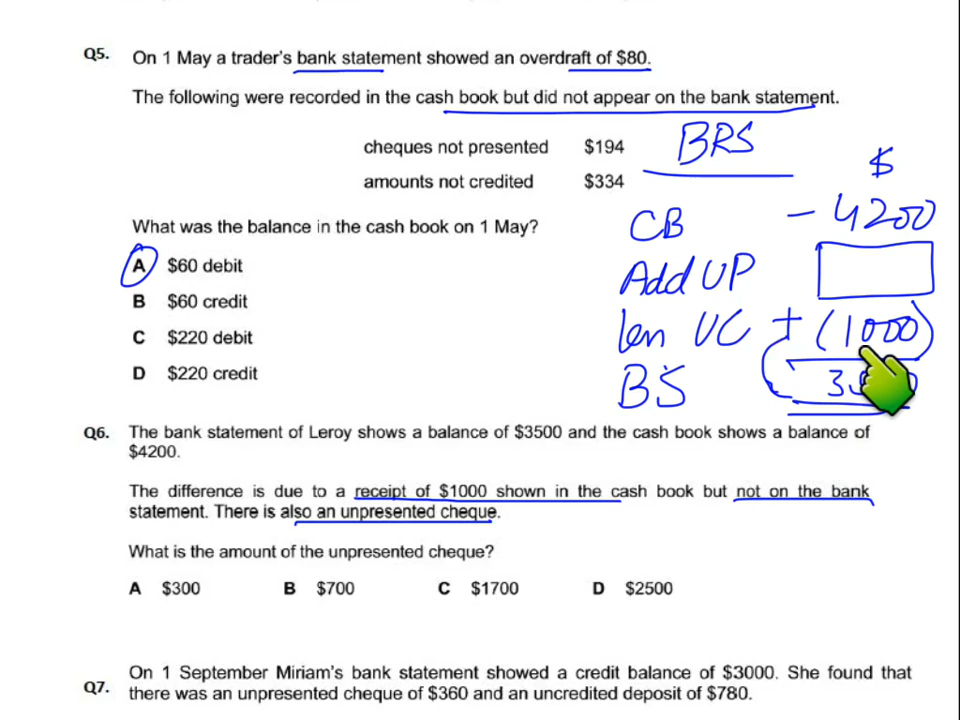 Q5. On 1 May a trader's bank statement showed an overdraft of $80.
The following were recorded in the cash book but did not appear on the bank statement.
cheques not presented $194
amounts not credited $334
What was the balance in the cash book on 1 May?
A $60 debit
B $60 credit
C $220 debit
D $220 credit
BRS
$
CB - 4200
Add UP
len UC + (1000)
BS
Q6. The bank statement of Leroy shows a balance of $3500 and the cash book shows a balance of
$4200.
The difference is due to a receipt of $1000 shown in the cash book but not on the bank
statement. There is also an unpresented cheque.
What is the amount of the unpresented cheque?
A $300 B $700 C $1700 D $2500
Q7. On 1 September Miriam's bank statement showed a credit balance of $3000. She found that
there was an unpresented cheque of $360 and an uncredited deposit of $780.